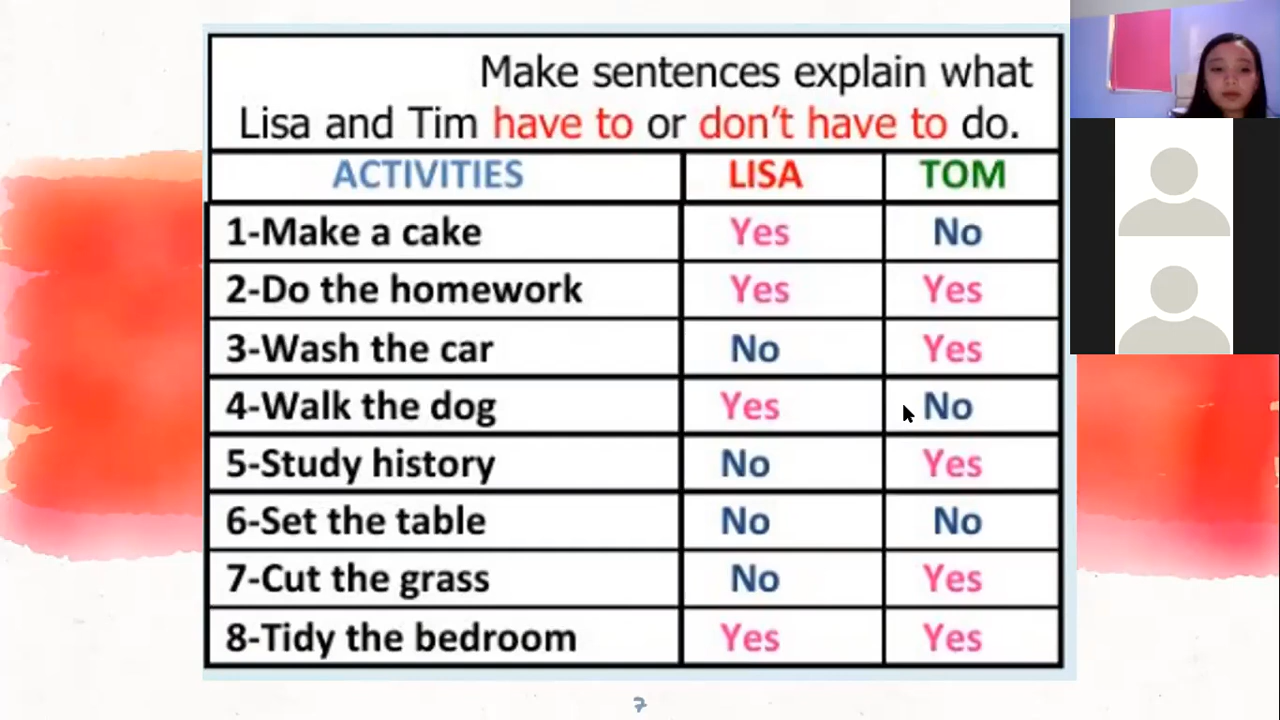 Make sentences explain what
Lisa and Tim have to or don't have to do.
ACTIVITIES LISA TOM
1-Make a cake Yes No
2-Do the homework Yes Yes
3-Wash the car No Yes
4-Walk the dog Yes No
5-Study history No Yes
6-Set the table No No
7-Cut the grass No Yes
8-Tidy the bedroom Yes Yes
7